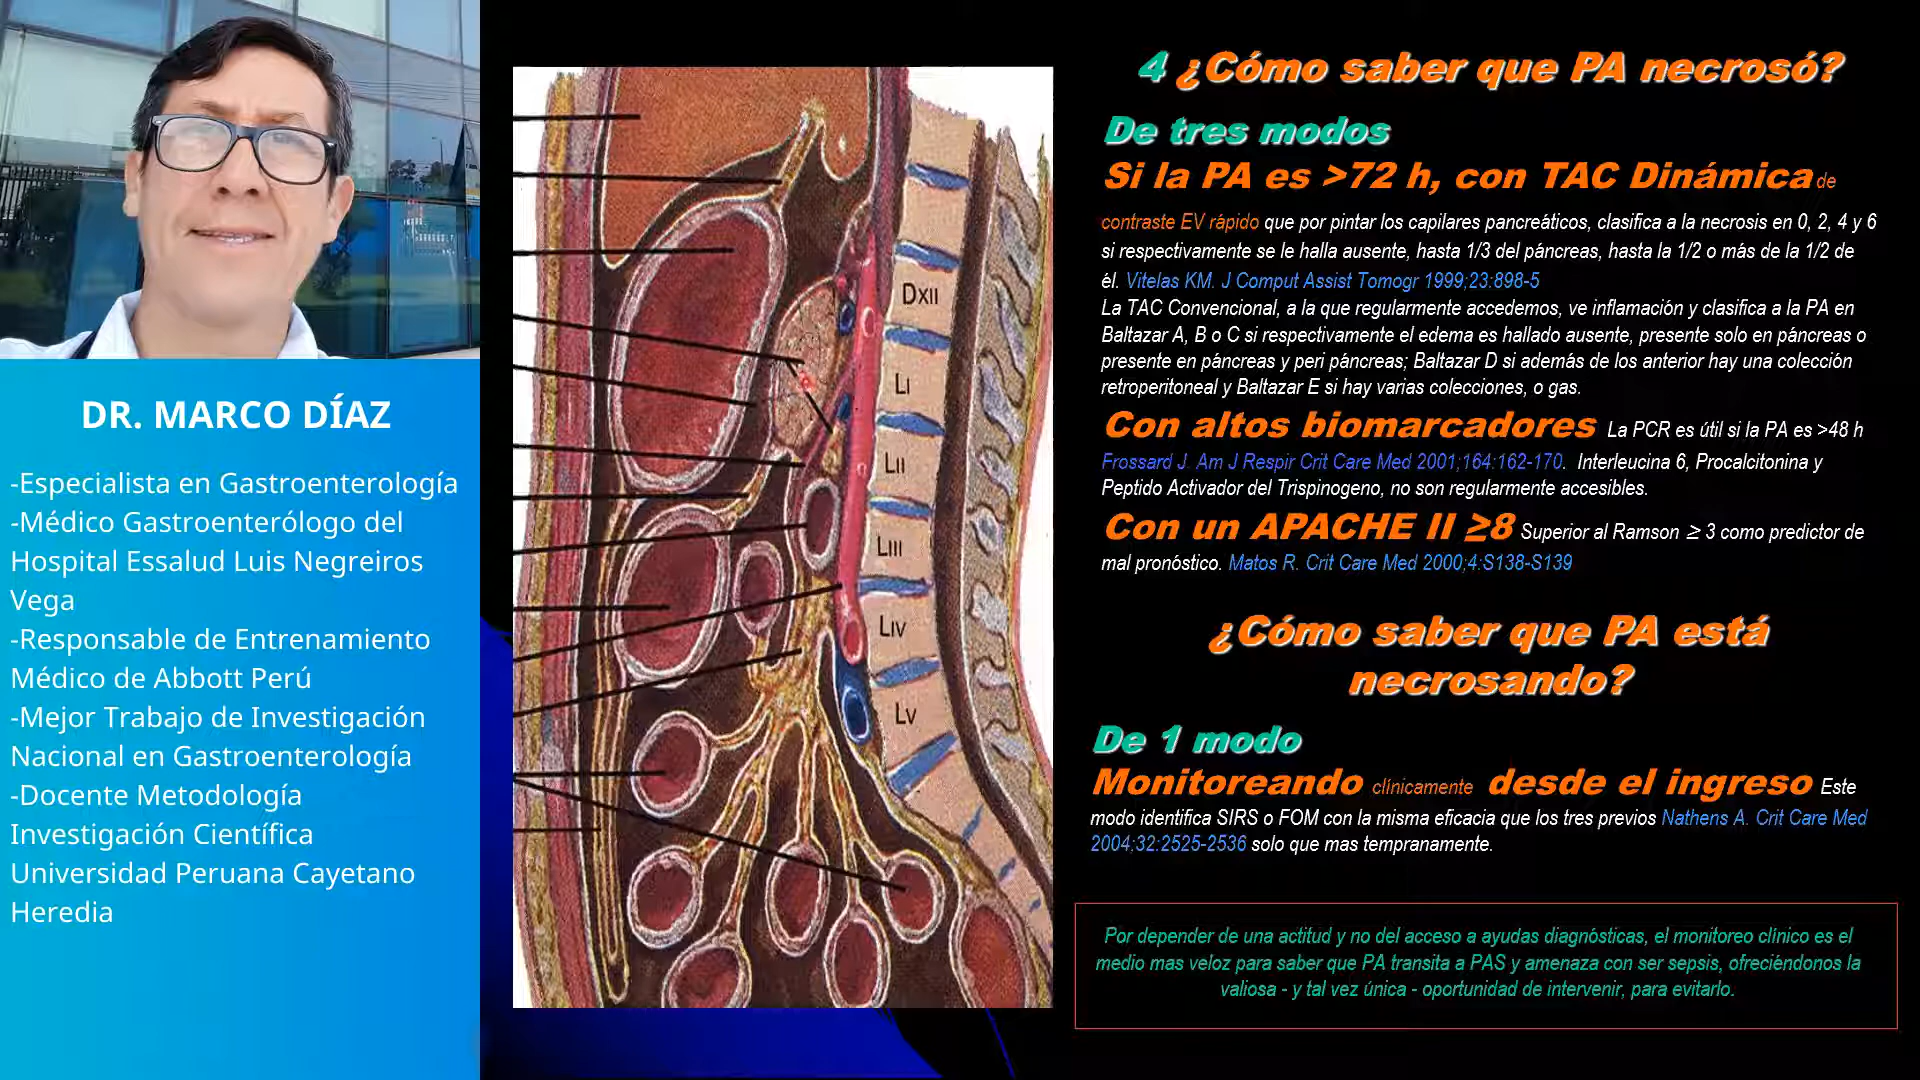 DR. MARCO DÍAZ
-Especialista en Gastroenterología
-Médico Gastroenterólogo del
Hospital Essalud Luis Negreiros
Vega
-Responsable de Entrenamiento
Médico de Abbott Perú
-Mejor Trabajo de Investigación
Nacional en Gastroenterología
-Docente Metodología
Investigación Científica
Universidad Peruana Cayetano
Heredia
DXII
LI
LII
LIII
LIV
LV
4 ¿Cómo saber que PA necrosó?
De tres modos
Si la PA es >72 h, con TAC Dinámica de
contraste EV rápido que por pintar los capilares pancreáticos, clasifica a la necrosis en 0, 2, 4 y 6
si respectivamente se le halla ausente, hasta 1/3 del páncreas, hasta la 1/2 o más de la 1/2 de
él. Vitelas KM. J Comput Assist Tomogr 1999;23:898-5
La TAC Convencional, a la que regularmente accedemos, ve inflamación y clasifica a la PA en
Baltazar A, B o C si respectivamente el edema es hallado ausente, presente solo en páncreas o
presente en páncreas y peri páncreas; Baltazar D si además de los anterior hay una colección
retroperitoneal y Baltazar E si hay varias colecciones, o gas.
Con altos biomarcadores La PCR es útil si la PA es >48 h
Frossard J. Am J Respir Crit Care Med 2001;164:162-170. Interleucina 6, Procalcitonina y
Peptido Activador del Trispinogeno, no son regularmente accesibles.
Con un APACHE II ≥8 Superior al Ramson ≥ 3 como predictor de
mal pronóstico. Matos R. Crit Care Med 2000;4:S138-S139
¿Cómo saber que PA está
necrosando?
De 1 modo
Monitoreando clínicamente desde el ingreso Este
modo identifica SIRS o FOM con la misma eficacia que los tres previos Nathens A. Crit Care Med
2004;32:2525-2536 solo que mas tempranamente.
Por depender de una actitud y no del acceso a ayudas diagnósticas, el monitoreo clínico es el
medio mas veloz para saber que PA transita a PAS y amenaza con ser sepsis, ofreciéndonos la
valiosa - y tal vez única - oportunidad de intervenir, para evitarlo.